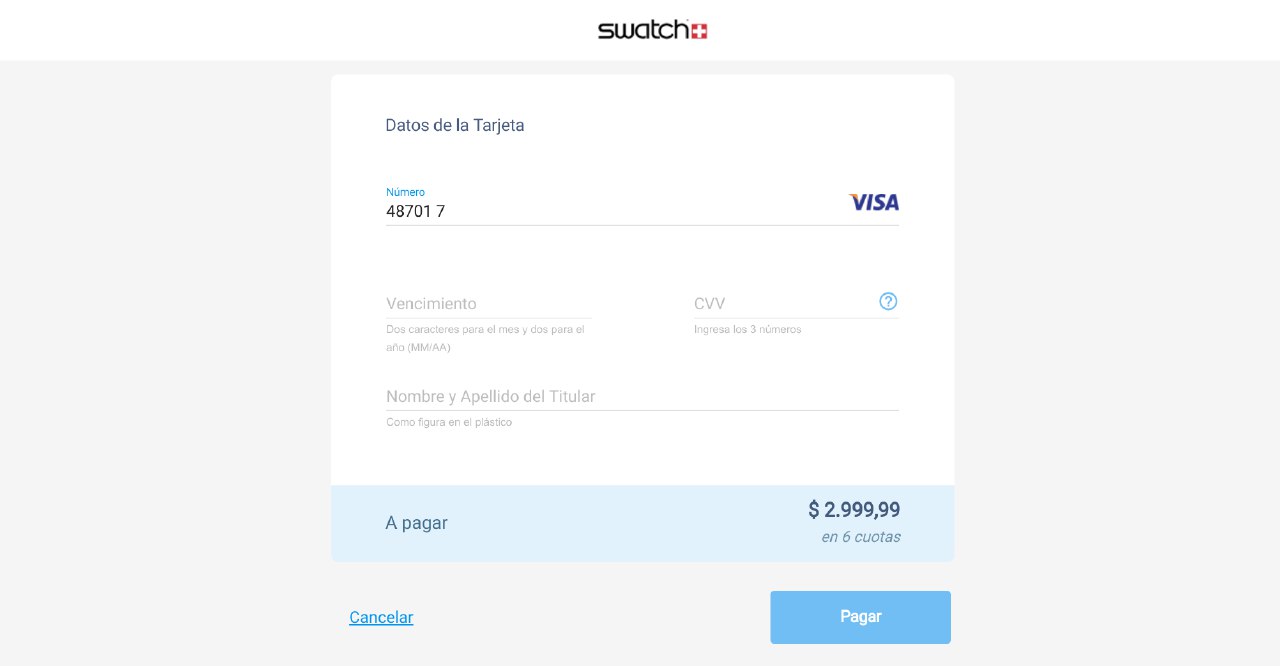 swatch
Datos de la Tarjeta
Número
48701 7
VISA
Vencimiento
CVV
Dos caracteres para el mes y dos para el
año (MM/AA)
Ingresa los 3 números
Nombre y Apellido del Titular
Como figura en el plástico
A pagar
$ 2.999,99
en 6 cuotas
Cancelar
Pagar